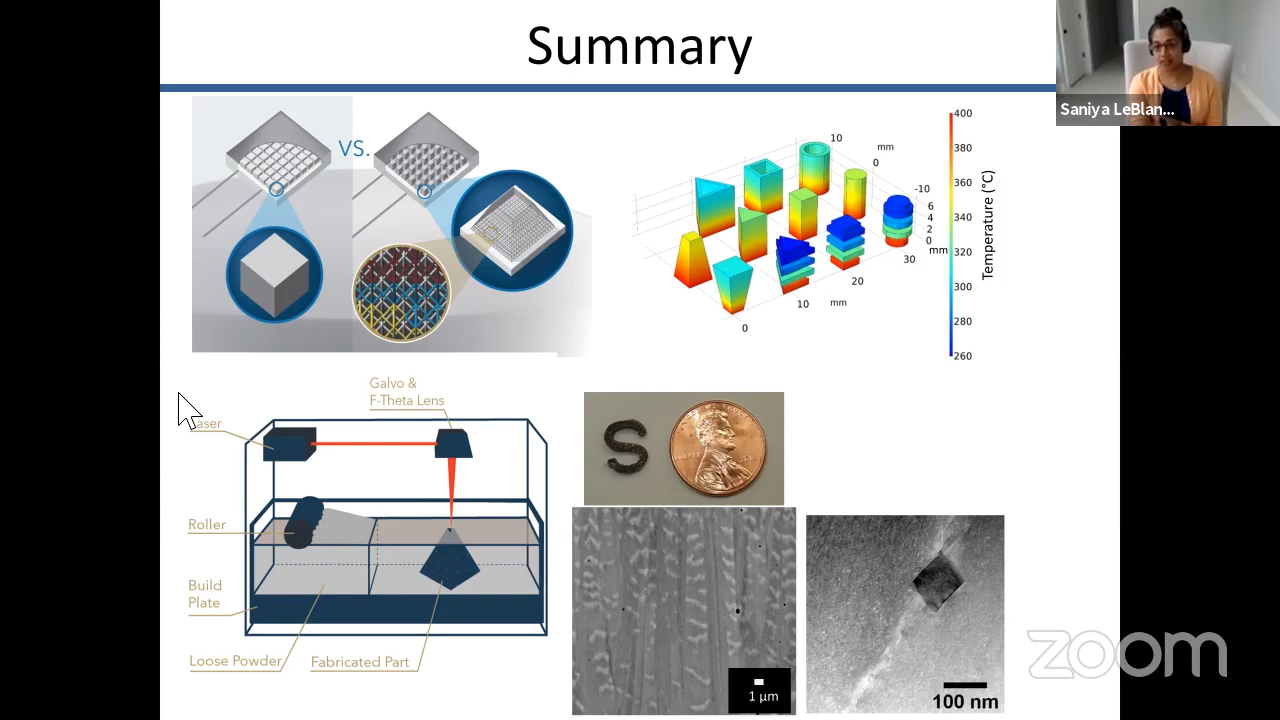 Summary
Saniya LeBlan...
VS.
10
mm
0
-10
6
4
2
0
mm
30
20
mm
10
0
400
380
360
340
320
300
280
260
Temperature (°C)
Galvo &
F-Theta Lens
aser
Roller
Build
Plate
Loose Powder
Fabricated Part
1 µm
100 nm
zoom